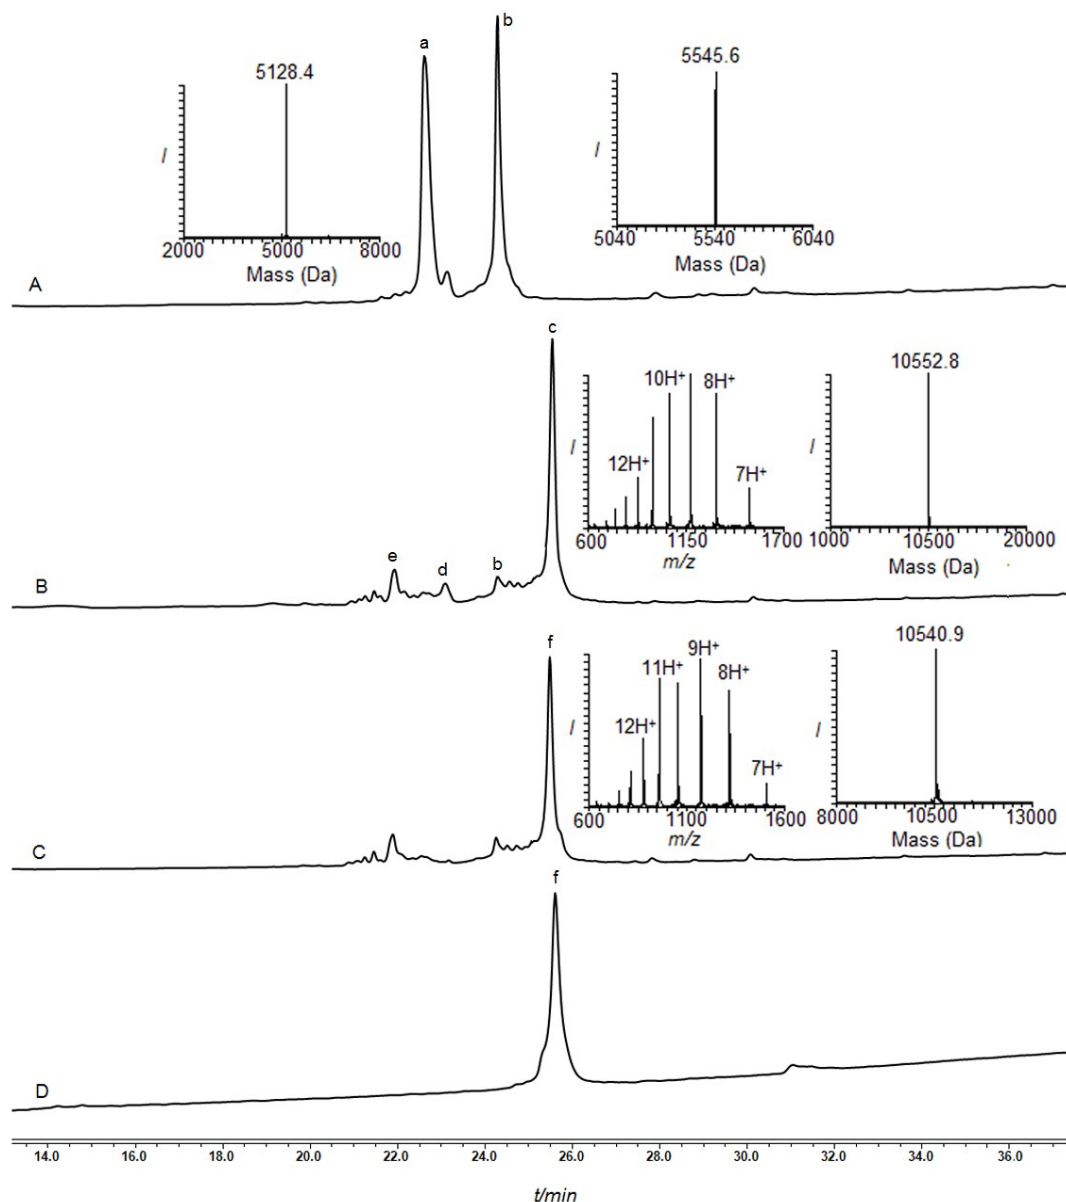 a
b
5128.4
5545.6
I
I
2000 5000 8000
Mass (Da)
5040 5540 6040
Mass (Da)
A
c
10552.8
10H+ 8H+
12H+
7H+
I
I
600 1150 1700
m/z
1000 10500 20000
Mass (Da)
e
d
b
B
f
10540.9
9H+
11H+ 8H+
12H+
7H+
I
I
600 1100 1600
m/z
8000 10500 13000
Mass (Da)
C
f
D
14.0 16.0 18.0 20.0 22.0 24.0 26.0 28.0 30.0 32.0 34.0 36.0
t/min